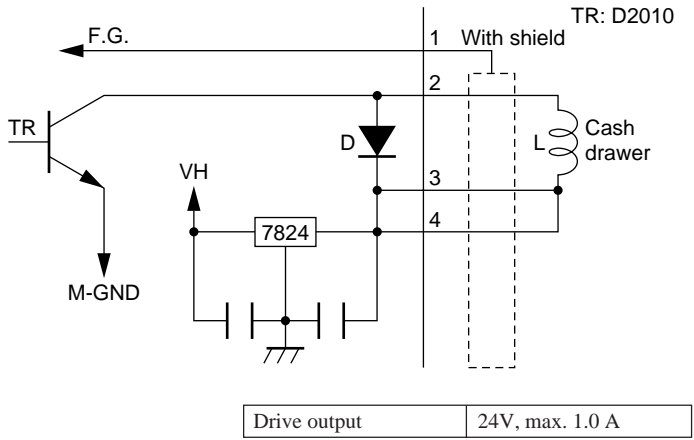 TR: D2010
F.G.
1 With shield
2
TR
D
L
Cash
drawer
VH
3
7824
4
M-GND
Drive output 24V, max. 1.0 A